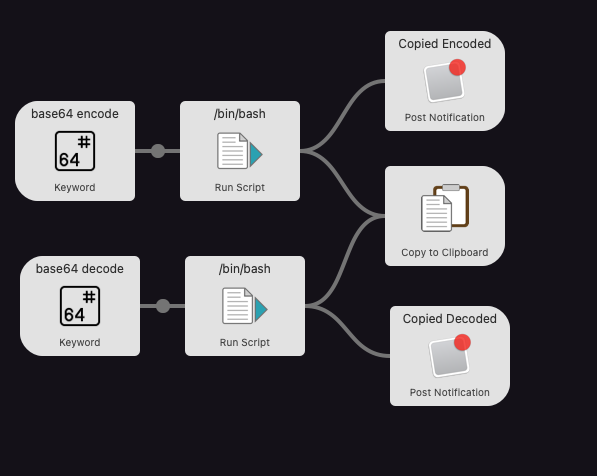 Copied Encoded
Post Notification
base64 encode
#
64
Keyword
/bin/bash
Run Script
Copy to Clipboard
base64 decode
#
64
Keyword
/bin/bash
Run Script
Copied Decoded
Post Notification